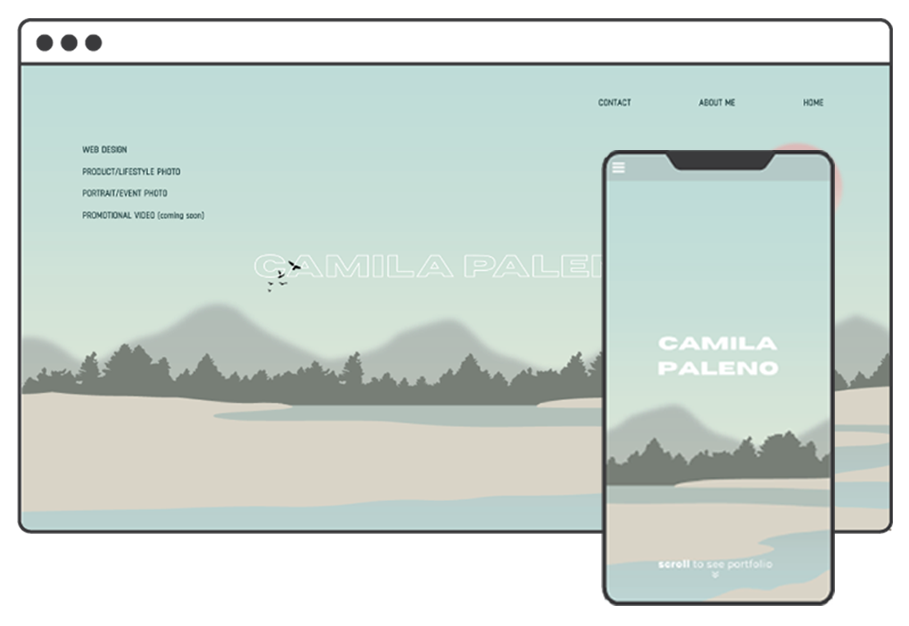 CONTACT ABOUT ME HOME
WEB DESIGN
PRODUCT/LIFESTYLE PHOTO
PORTRAIT/EVENT PHOTO
PROMOTIONAL VIDEO (coming soon)
CAMILA PALE
CAMILA
PALENO
scroll to see portfolio